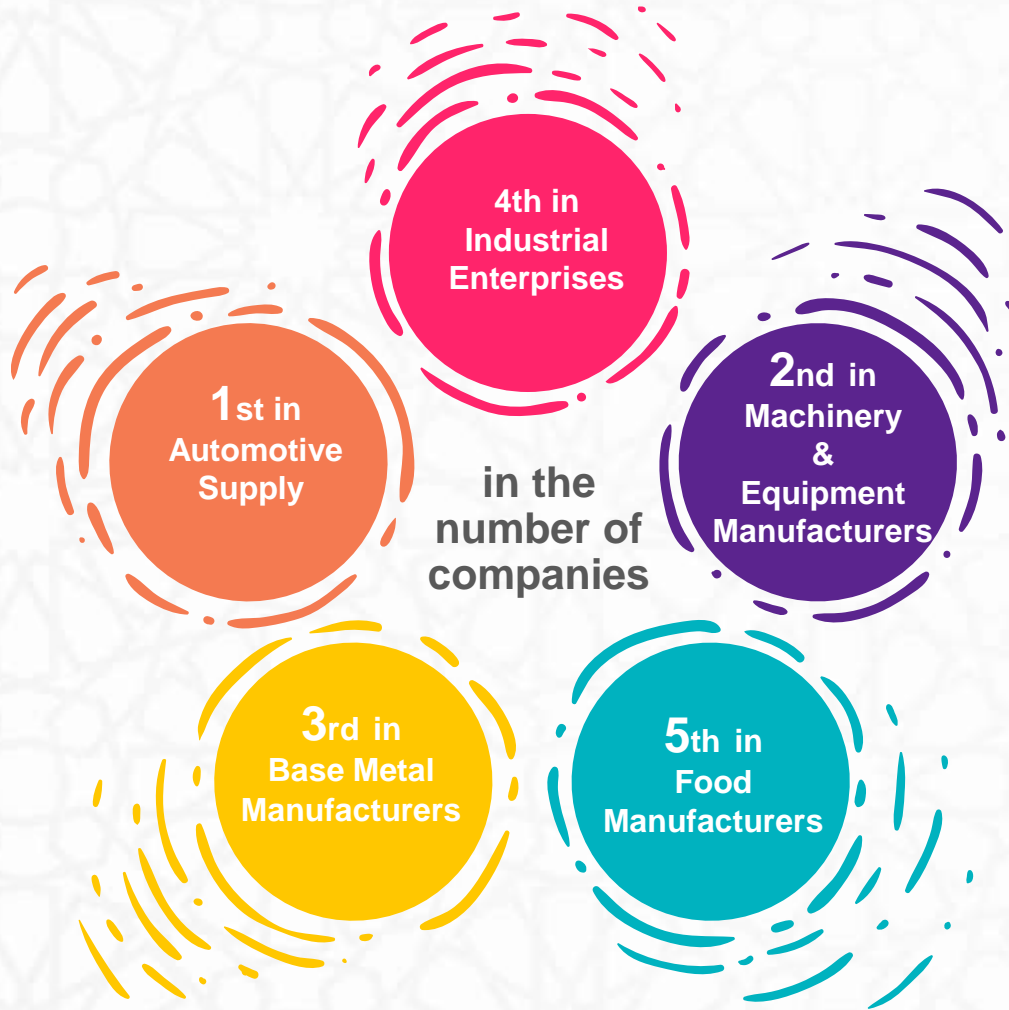 4th in
Industrial
Enterprises
1st in
Automotive
Supply
2nd in
Machinery
&
Equipment
Manufacturers
in the
number of
companies
3rd in
Base Metal
Manufacturers
5th in
Food
Manufacturers